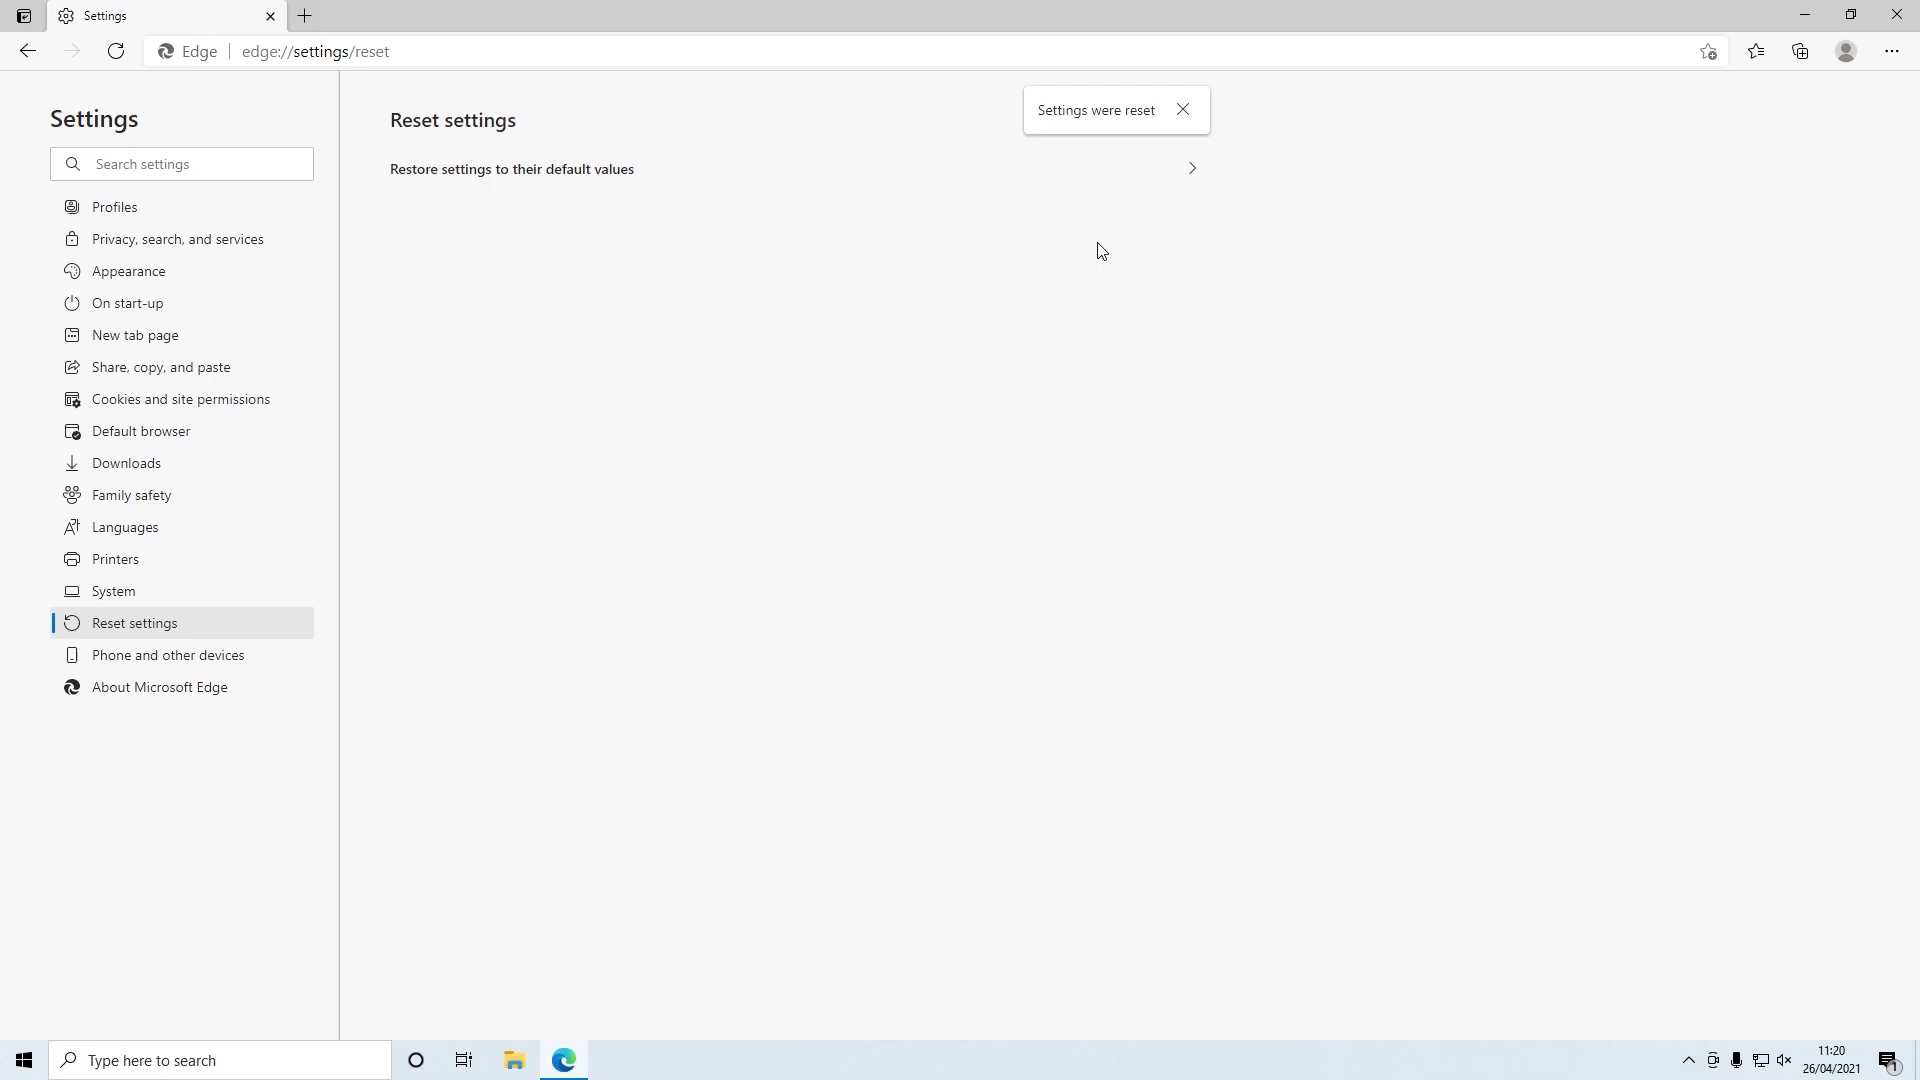 Settings
Edge
edge://settings/reset
Settings
Search settings
Profiles
Privacy, search, and services
Appearance
On start-up
New tab page
Share, copy, and paste
Cookies and site permissions
Default browser
Downloads
Family safety
Languages
Printers
System
Reset settings
Phone and other devices
About Microsoft Edge
Reset settings
Settings were reset
Restore settings to their default values
Type here to search
11:20
26/04/2021
1